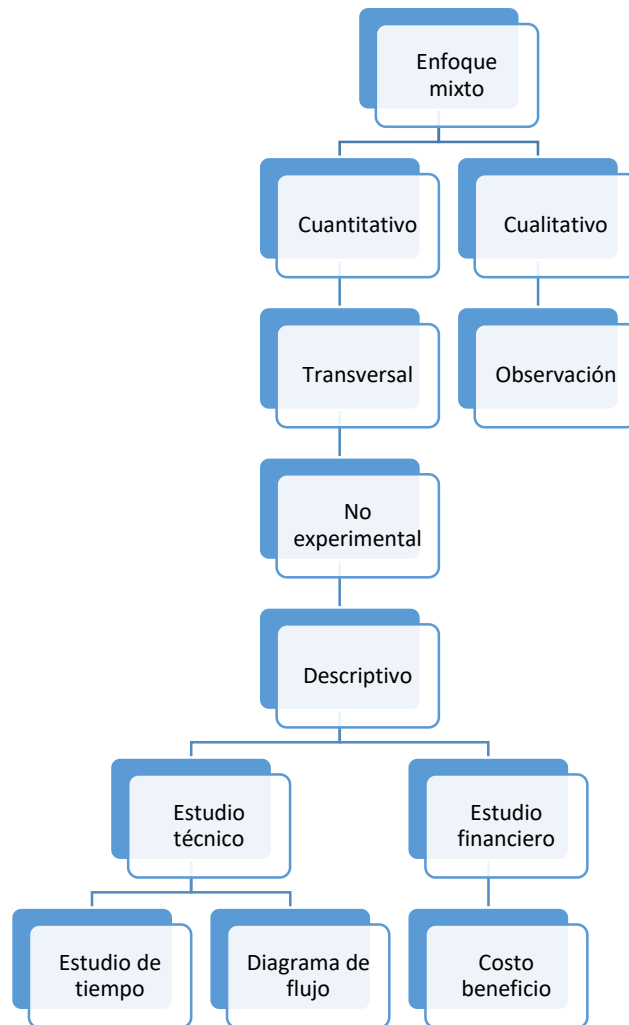 Enfoque
mixto
Cuantitativo
Cualitativo
Transversal
Observación
No
experimental
Descriptivo
Estudio
técnico
Estudio
financiero
Estudio de
tiempo
Diagrama de
flujo
Costo
beneficio